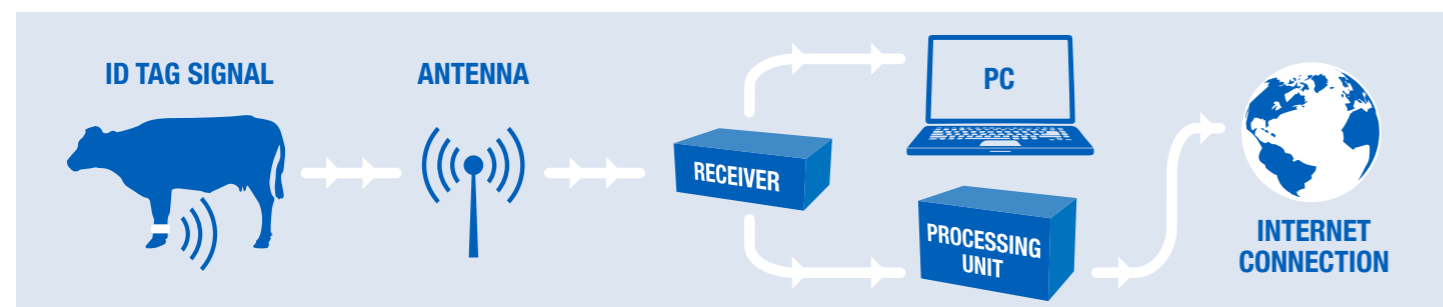 ID TAG SIGNAL
ANTENNA
RECEIVER
PC
PROCESSING
UNIT
INTERNET
CONNECTION